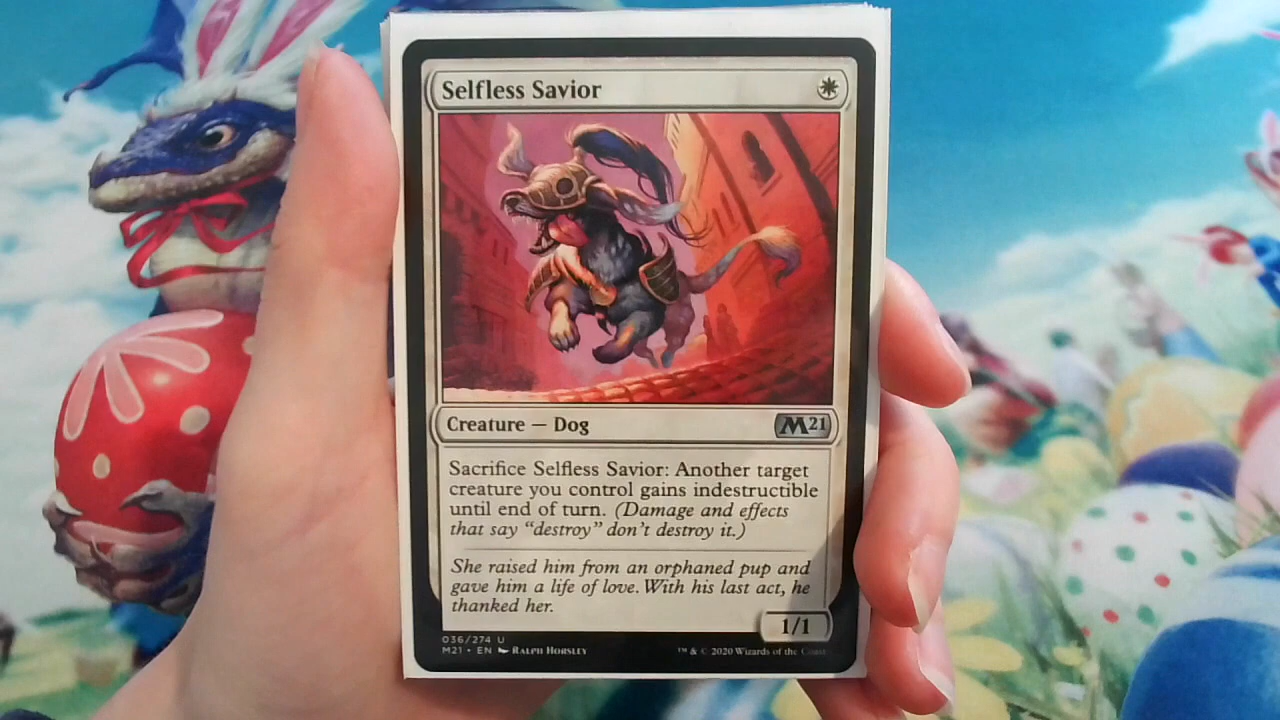 Selfless Savior
Creature — Dog
M21
Sacrifice Selfless Savior: Another target
creature you control gains indestructible
until end of turn. (Damage and effects
that say "destroy" don't destroy it.)
She raised him from an orphaned pup and
gave him a life of love. With his last act, he
thanked her.
1/1
036/274 U
M21 • EN Ralph Horsley
™ & © 2020 Wizards of the Coast